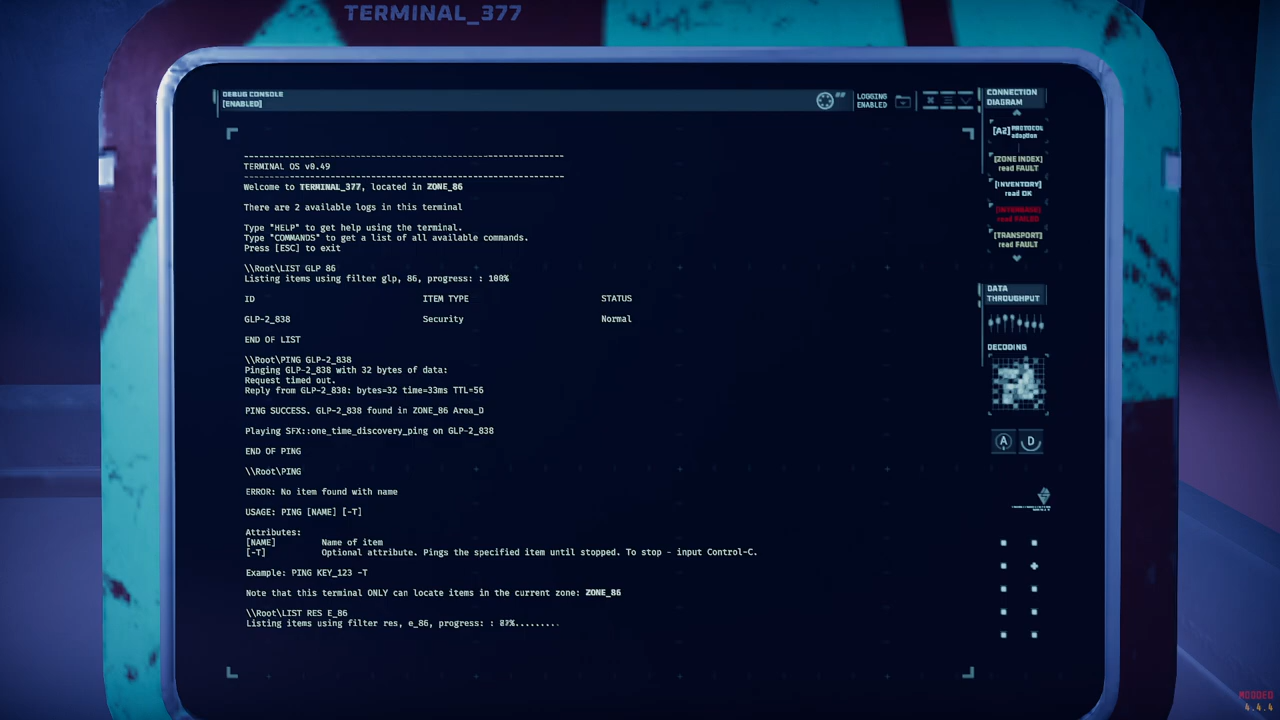 TERMINAL_377
DEBUG CONSOLE
[ENABLED]
LOGGING
ENABLED
CONNECTION
DIAGRAM
[A2] PROTOCOL
adaption
[ZONE INDEX]
read FAULT
[INVENTORY]
read OK
read FAILED
[TRANSPORT]
read FAULT
DATA
THROUGHPUT
DECODING
A D
TERMINAL OS v0.49
Welcome to TERMINAL_377, located in ZONE_86
There are 2 available logs in this terminal
Type "HELP" to get help using the terminal.
Type "COMMANDS" to get a list of all available commands.
Press [ESC] to exit
\\Root\LIST GLP 86
Listing items using filter glp, 86, progress: : 100%
ID ITEM TYPE STATUS
GLP-2_838 Security Normal
END OF LIST
\\Root\PING GLP-2_838
Pinging GLP-2_838 with 32 bytes of data:
Request timed out.
Reply from GLP-2_838: bytes=32 time=33ms TTL=56
PING SUCCESS. GLP-2_838 found in ZONE_86 Area_D
Playing SFX::one_time_discovery_ping on GLP-2_838
END OF PING
\\Root\PING
ERROR: No item found with name
USAGE: PING [NAME] [-T]
Attributes:
[NAME] Name of item
[-T] Optional attribute. Pings the specified item until stopped. To stop - input Control-C.
Example: PING KEY_123 -T
Note that this terminal ONLY can locate items in the current zone: ZONE_86
\\Root\LIST RES E_86
Listing items using filter res, e_86, progress: :
MODDED
4.4.4